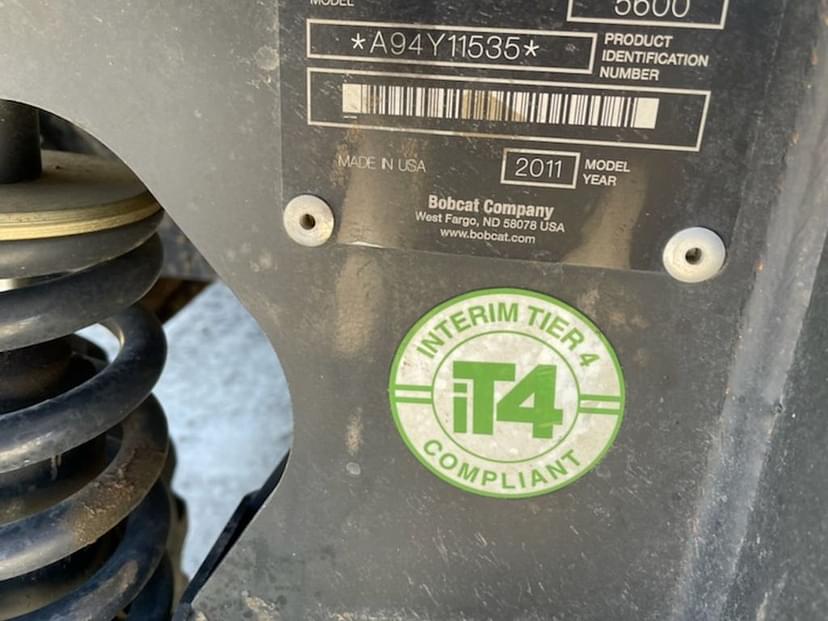 MODEL
5600
*A94Y11535*
PRODUCT
IDENTIFICATION
NUMBER
MADE IN USA
2011
MODEL
YEAR
Bobcat Company
West Fargo, ND 58078 USA
www.bobcat.com
INTERIM TIER 4
iT4
COMPLIANT